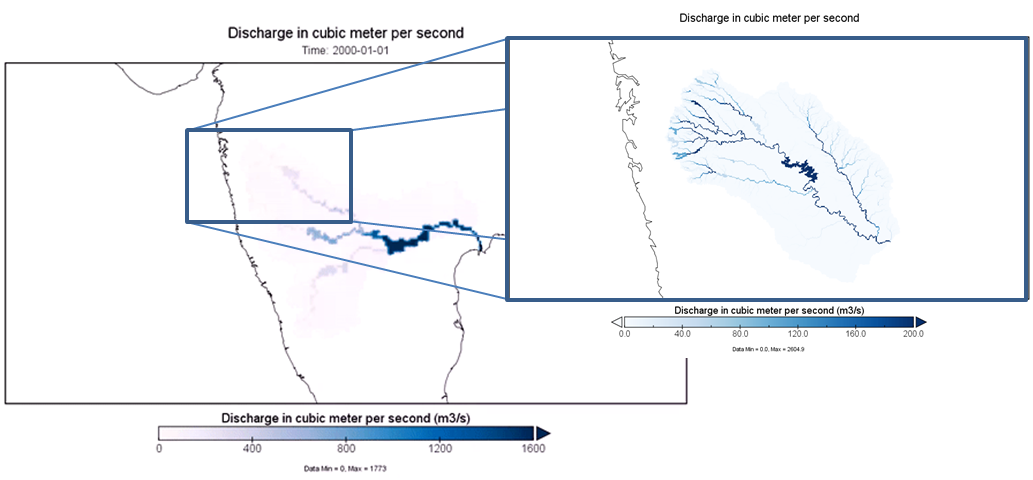 Discharge in cubic meter per second
Time: 2000-01-01
Discharge in cubic meter per second
Discharge in cubic meter per second (m3/s)
0.0 40.0 80.0 120.0 160.0 200.0
Data Min = 0.0, Max = 2604.9
Discharge in cubic meter per second (m3/s)
0 400 800 1200 1600
Data Min = 0, Max = 1773